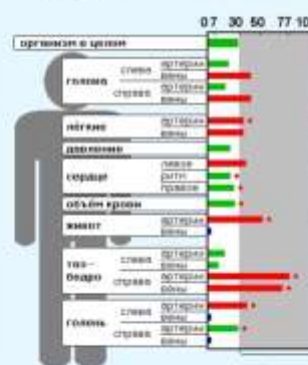 0 7 30 50 77 10
организм в целом
голова слева артерии
вены
справа артерии
вены
лёгкие артерии
вены
давление
сердце левое
ритм
правое
объём крови
живот артерии
вены
таз-бедро слева артерии
вены
справа артерии
вены
голень слева артерии
вены
справа артерии
вены